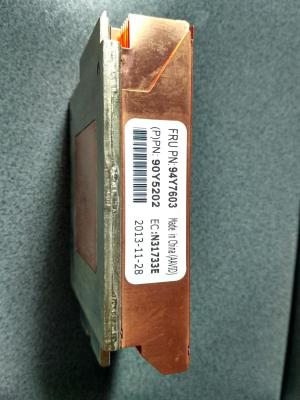 FRU PN:94Y7603
(P)PN:90Y5202
Made in China (AAVID)
EC:N31733E
2013-11-28